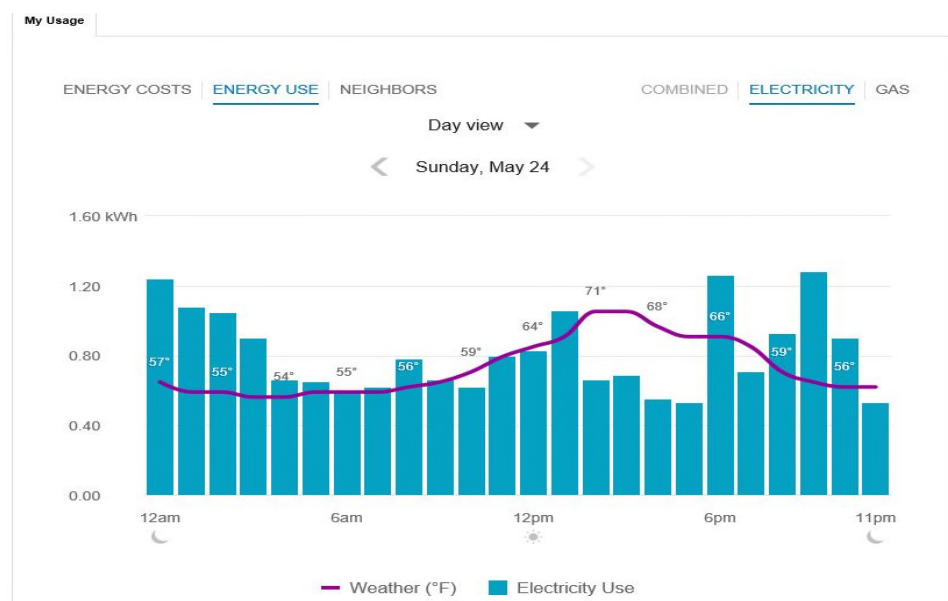 My Usage
ENERGY COSTS ENERGY USE NEIGHBORS COMBINED ELECTRICITY GAS
Day view
Sunday, May 24
1.60 kWh
1.20
71°
68°
66°
64°
0.80
57° 55° 54° 55° 56° 59° 59° 56°
0.40
0.00
12am 6am 12pm 6pm 11pm
Weather (°F) Electricity Use